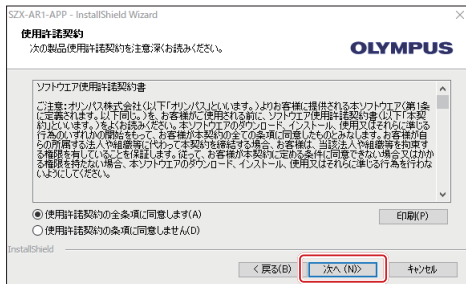 SZX-AR1-APP - InstallShield Wizard
使用許諾契約
次の製品使用許諾契約を注意深くお読みください。
OLYMPUS
ソフトウエア使用許諾契約書
ご注意：オリンパス株式会社（以下「オリンパス」といいます。）よりお客様に提供される本ソフトウエア（第1条
に定義されます。以下同じ。）を、お客様がご使用される前に、ソフトウエア使用許諾契約書（以下「本契
約」といいます。）をよくお読みください。本ソフトウエアのダウンロード、インストール、使用又はそれらに準じる
行為のいずれかの開始をもって、お客様が本契約の全ての条項に同意したものとみなします。お客様が自
らの所属する法人や組織等に代わって本契約を締結する場合、お客様は、当該法人や組織等を拘束す
る権限を有していることを保証します。従って、お客様が本契約に定める条件に同意できない場合又はかか
る権限を持たない場合、本ソフトウエアのダウンロード、インストール、使用又はそれらに準じる行為を行わな
いようにしてください。
使用許諾契約の全条項に同意します(A)
印刷(P)
使用許諾契約の条項に同意しません(D)
InstallShield
< 戻る(B)
次へ (N)>
キャンセル